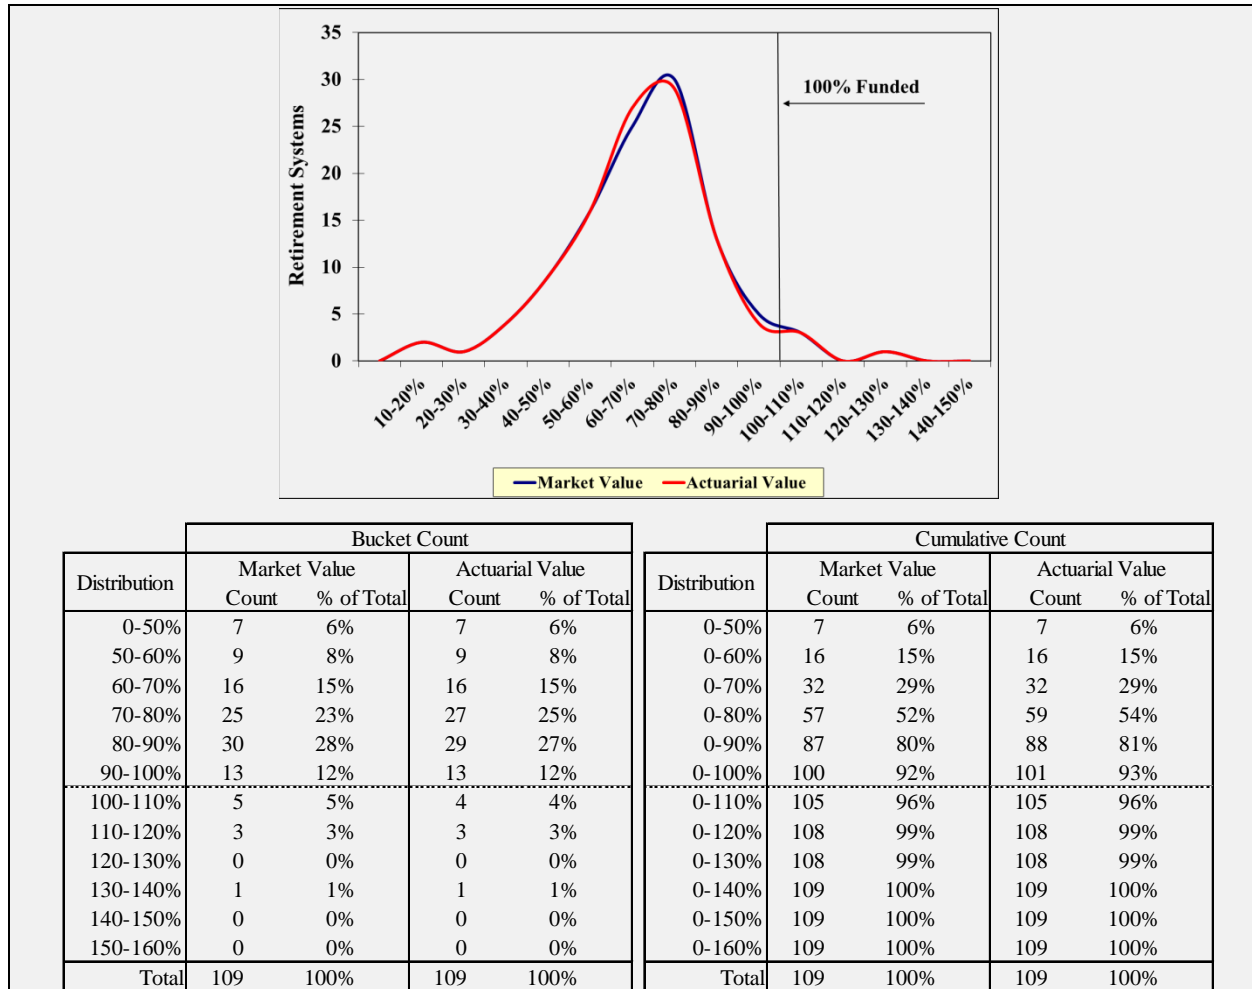 35
30
25
20
15
10
5
0
Retirement Systems
100% Funded
10-20%
20-30%
30-40%
40-50%
50-60%
60-70%
70-80%
80-90%
90-100%
100-110%
110-120%
120-130%
130-140%
140-150%
Market Value Actuarial Value
Bucket Count Cumulative Count
Distribution Market Value Actuarial Value Distribution Market Value Actuarial Value
Count % of Total Count % of Total Count % of Total Count % of Total
0-50% 7 6% 7 6% 0-50% 7 6% 7 6%
50-60% 9 8% 9 8% 0-60% 16 15% 16 15%
60-70% 16 15% 16 15% 0-70% 32 29% 32 29%
70-80% 25 23% 27 25% 0-80% 57 52% 59 54%
80-90% 30 28% 29 27% 0-90% 87 80% 88 81%
90-100% 13 12% 13 12% 0-100% 100 92% 101 93%
100-110% 5 5% 4 4% 0-110% 105 96% 105 96%
110-120% 3 3% 3 3% 0-120% 108 99% 108 99%
120-130% 0 0% 0 0% 0-130% 108 99% 108 99%
130-140% 1 1% 1 1% 0-140% 109 100% 109 100%
140-150% 0 0% 0 0% 0-150% 109 100% 109 100%
150-160% 0 0% 0 0% 0-160% 109 100% 109 100%
Total 109 100% 109 100% Total 109 100% 109 100%